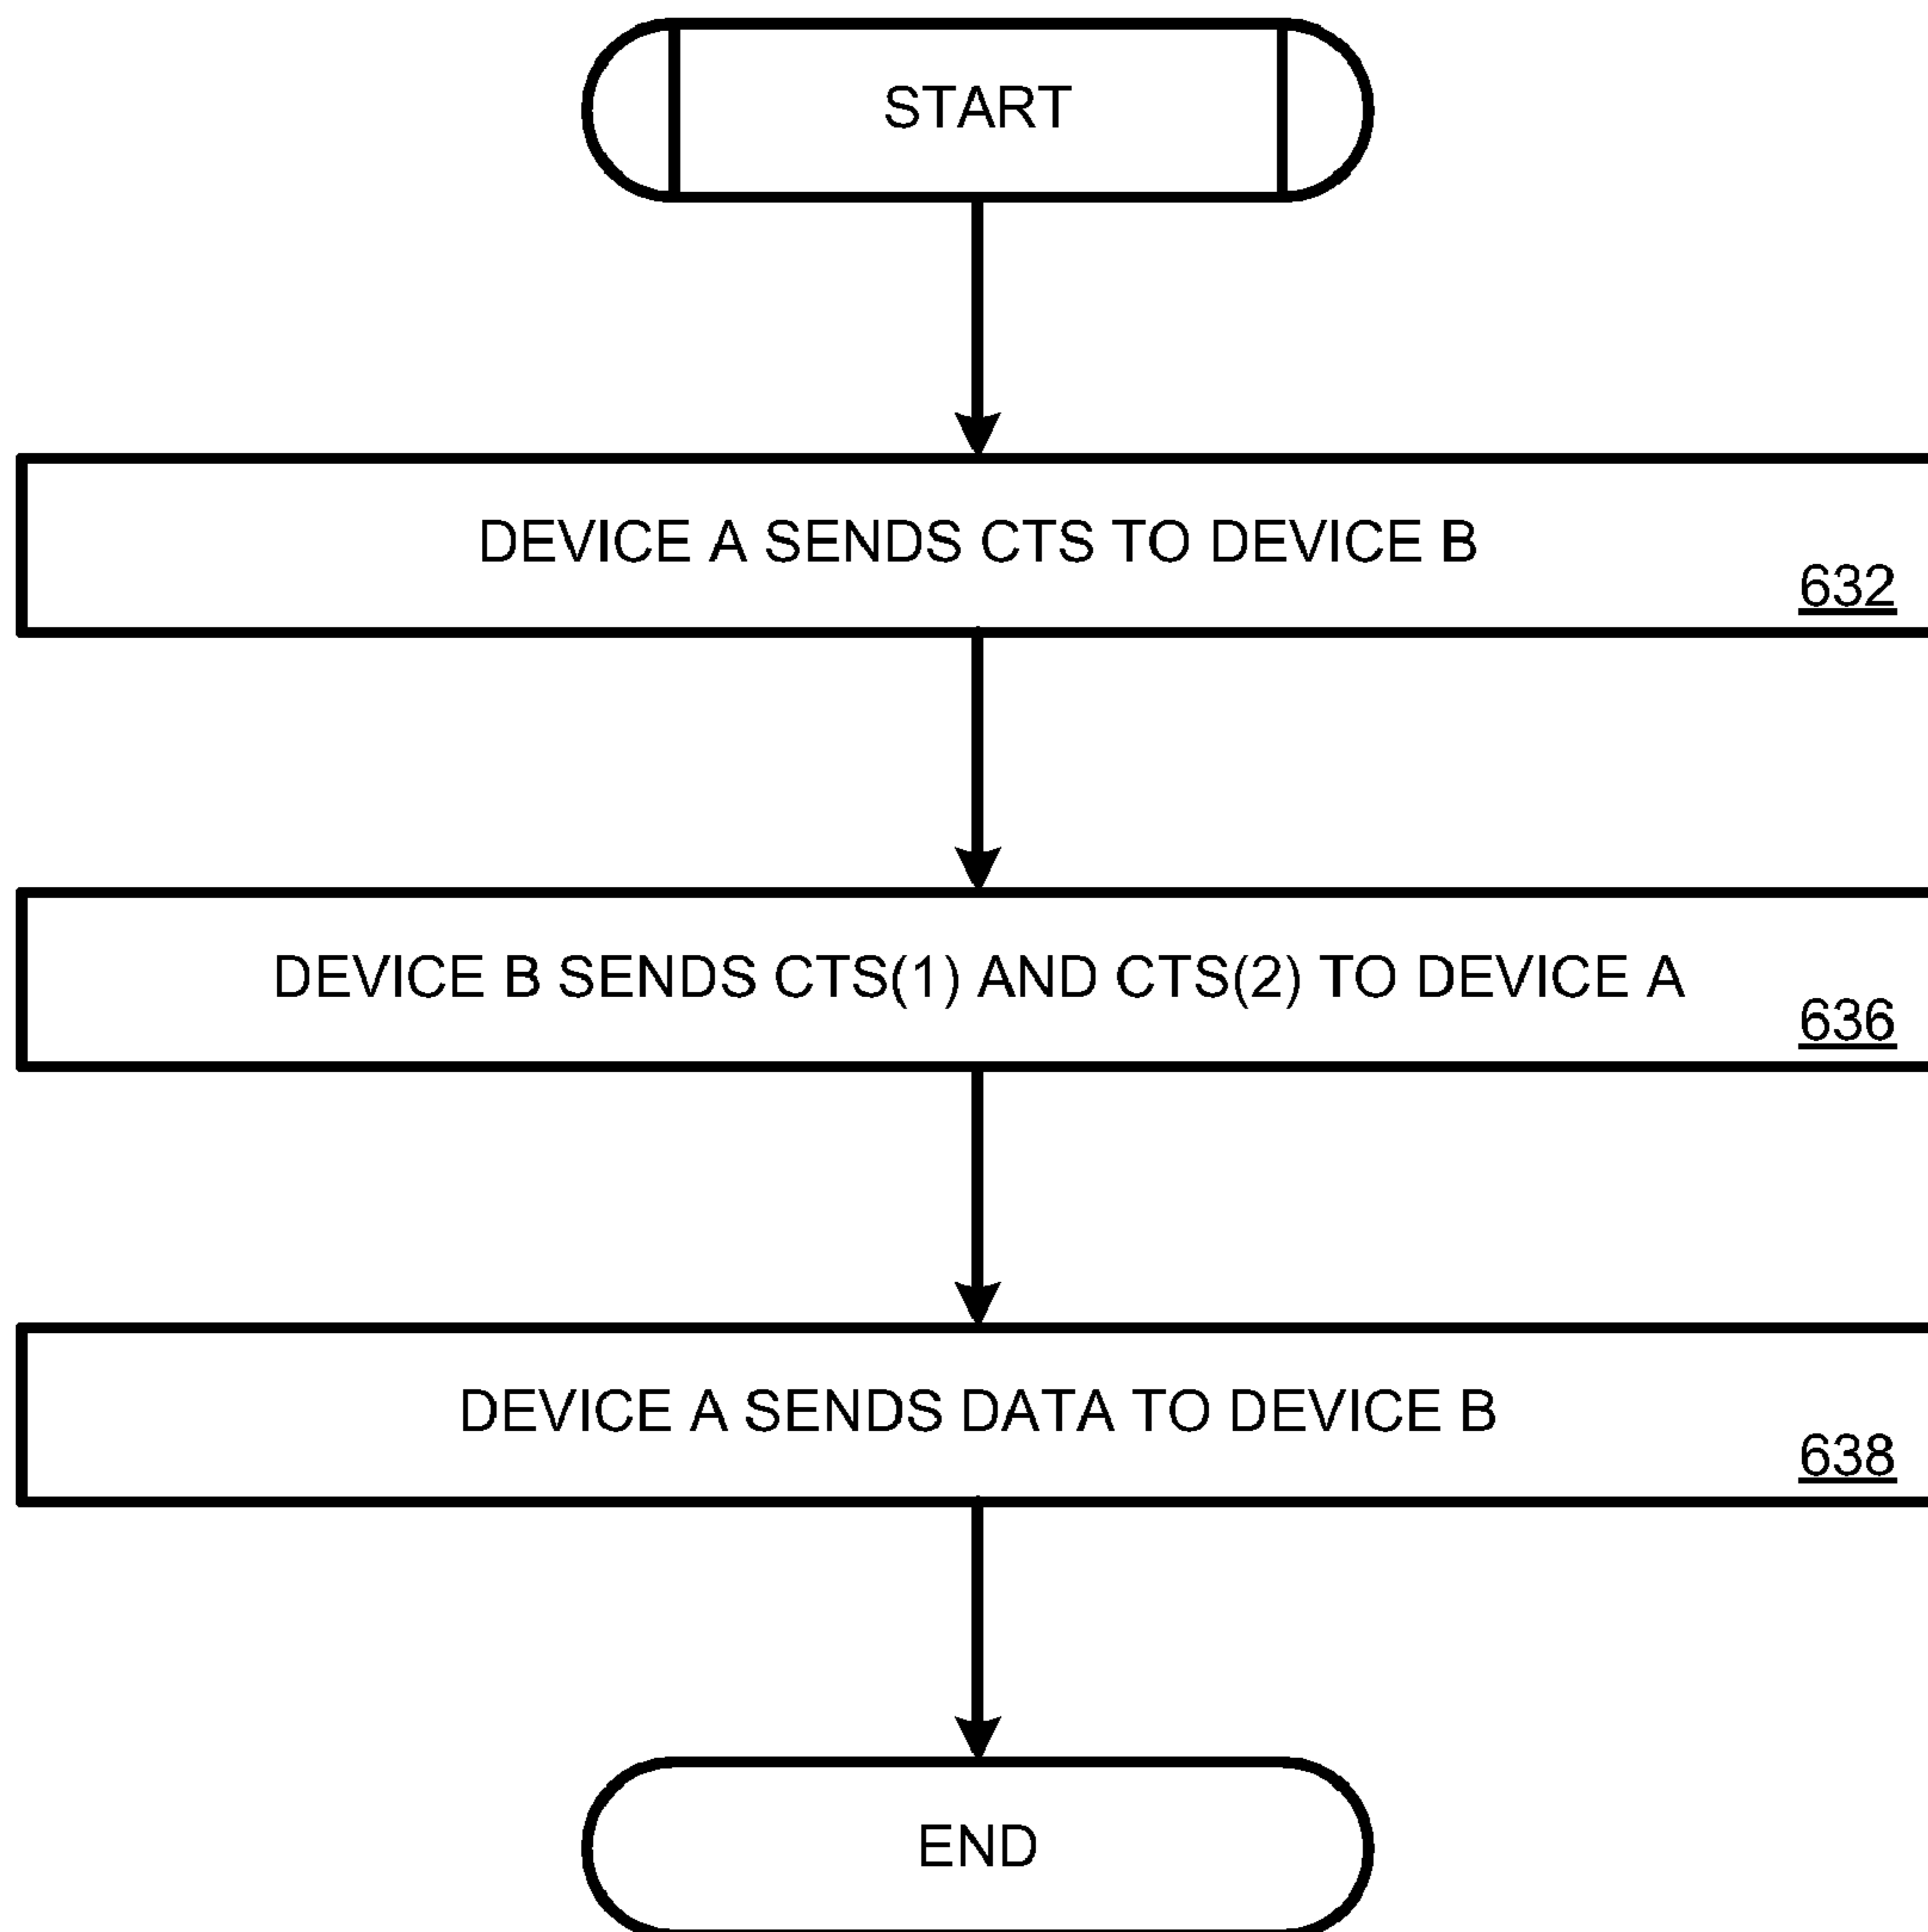 START
DEVICE A SENDS CTS TO DEVICE B
632
DEVICE B SENDS CTS(1) AND CTS(2) TO DEVICE A
636
DEVICE A SENDS DATA TO DEVICE B
638
END